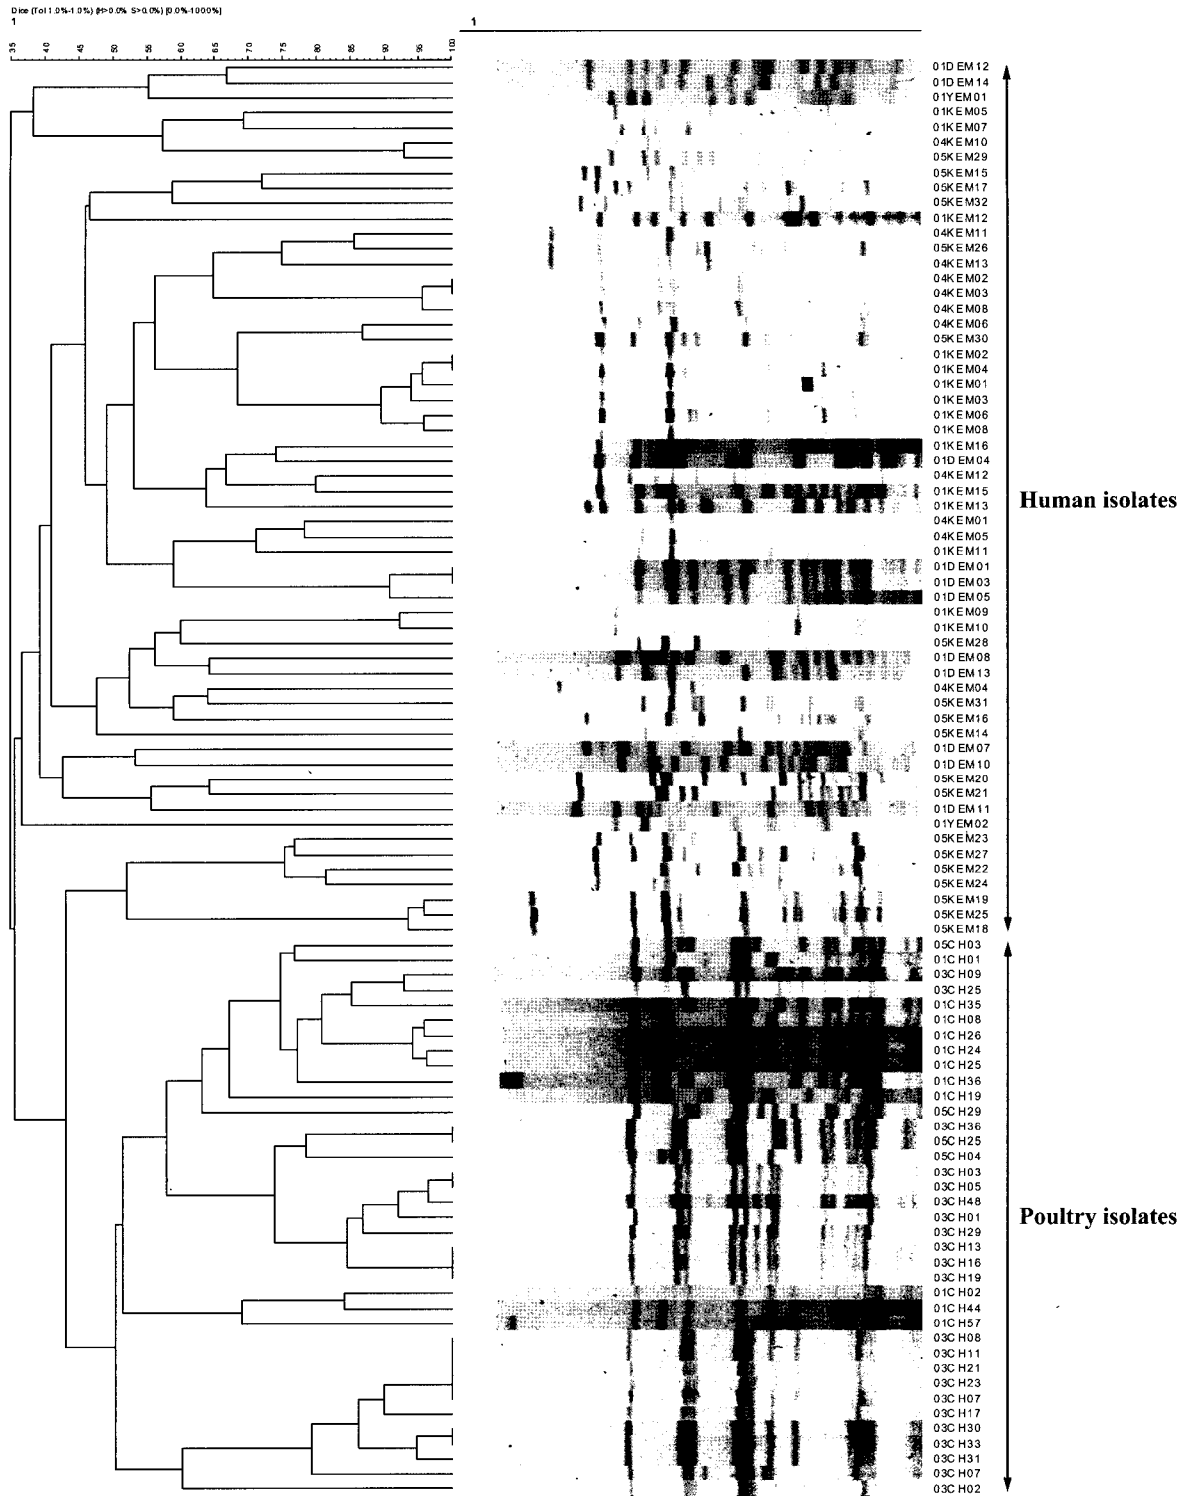 Dice (Tol 1.0%-1.0%) (H>0.0% S>0.0%) [0.0%-100.0%]
1
1
35 40 45 50 55 60 65 70 75 80 85 90 95 100
01DEM12
01DEM14
01YEM01
01KEM05
01KEM07
04KEM10
05KEM29
05KEM15
05KEM17
05KEM32
01KEM12
04KEM11
05KEM26
04KEM13
04KEM02
04KEM03
04KEM08
04KEM06
05KEM30
01KEM02
01KEM04
01KEM01
01KEM03
01KEM06
01KEM08
01KEM16
01DEM04
04KEM12
01KEM15
Human isolates
01KEM13
04KEM01
04KEM05
01KEM11
01DEM01
01DEM03
01DEM05
01KEM09
01KEM10
05KEM28
01DEM08
01DEM13
04KEM04
05KEM31
05KEM16
05KEM14
01DEM07
01DEM10
05KEM20
05KEM21
01DEM11
01YEM02
05KEM23
05KEM27
05KEM22
05KEM24
05KEM19
05KEM25
05KEM18
05CH03
01CH01
03CH09
03CH25
01CH35
01CH08
01CH26
01CH24
01CH25
01CH36
01CH19
05CH29
03CH36
05CH25
05CH04
03CH03
03CH05
03CH48
03CH01
Poultry isolates
03CH29
03CH13
03CH16
03CH19
01CH02
01CH44
01CH57
03CH08
03CH11
03CH21
03CH23
03CH07
03CH17
03CH30
03CH33
03CH31
03CH07
03CH02